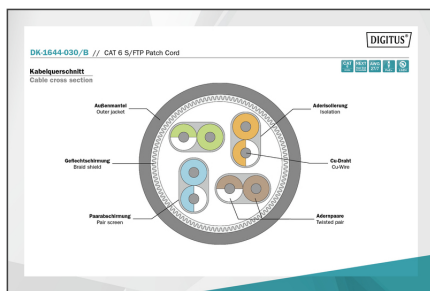 DIGITUS®
DK-1644-030/B // CAT 6 S/FTP Patch Cord
Kabelquerschnitt
Cable cross section
Außenmantel
Outer jacket
Aderisolierung
Isolation
Geflechtschirmung
Braid shield
Cu-Draht
Cu-Wire
Paarabschirmung
Pair screen
Adernpaare
Twisted pair